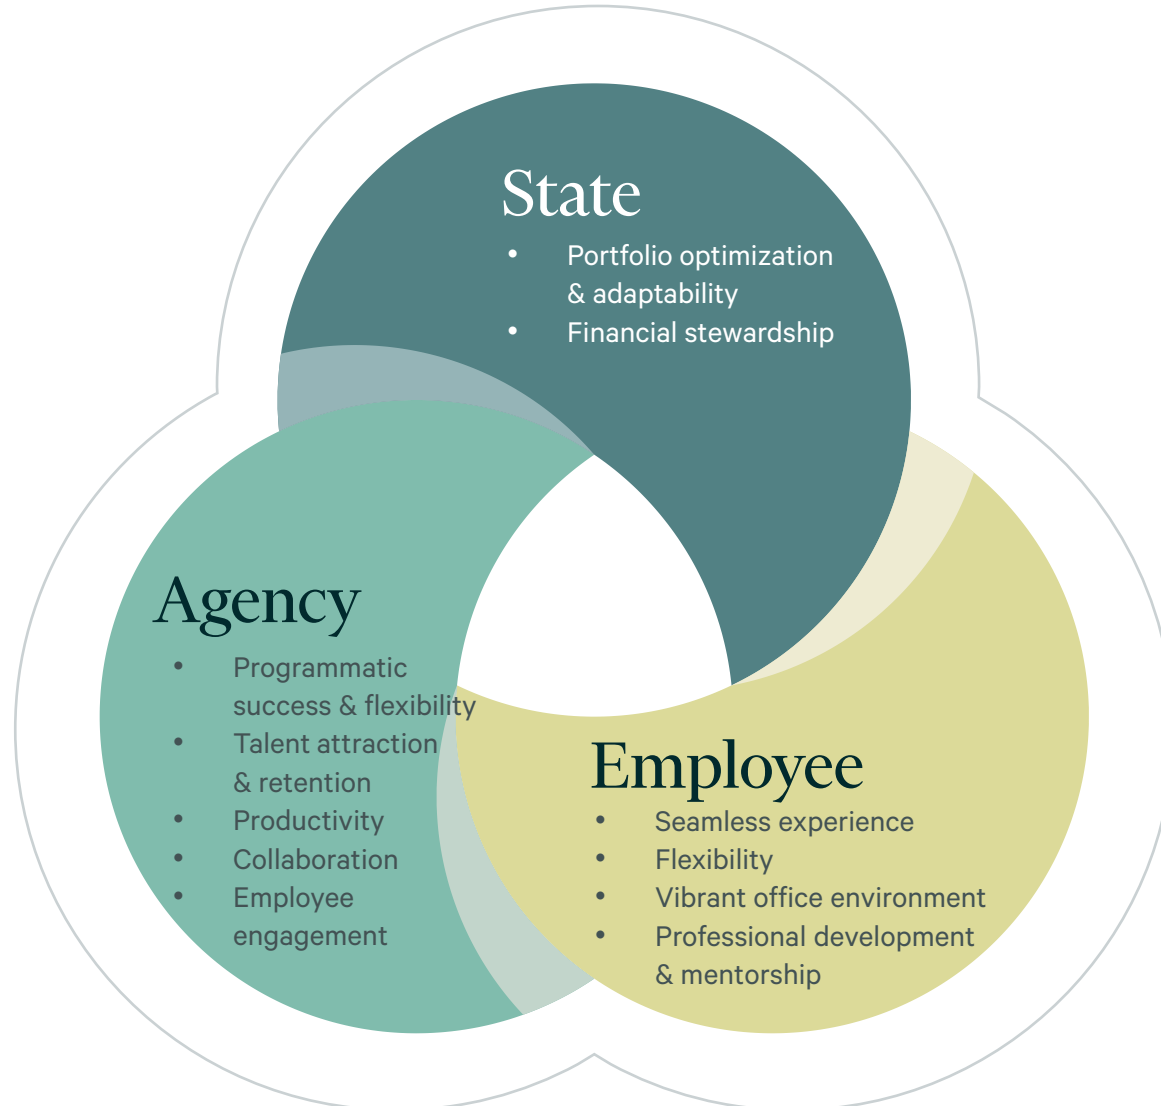 State
• Portfolio optimization
& adaptability
• Financial stewardship
Agency
• Programmatic
success & flexibility
• Talent attraction
& retention
• Productivity
• Collaboration
• Employee
engagement
Employee
• Seamless experience
• Flexibility
• Vibrant office environment
• Professional development
& mentorship